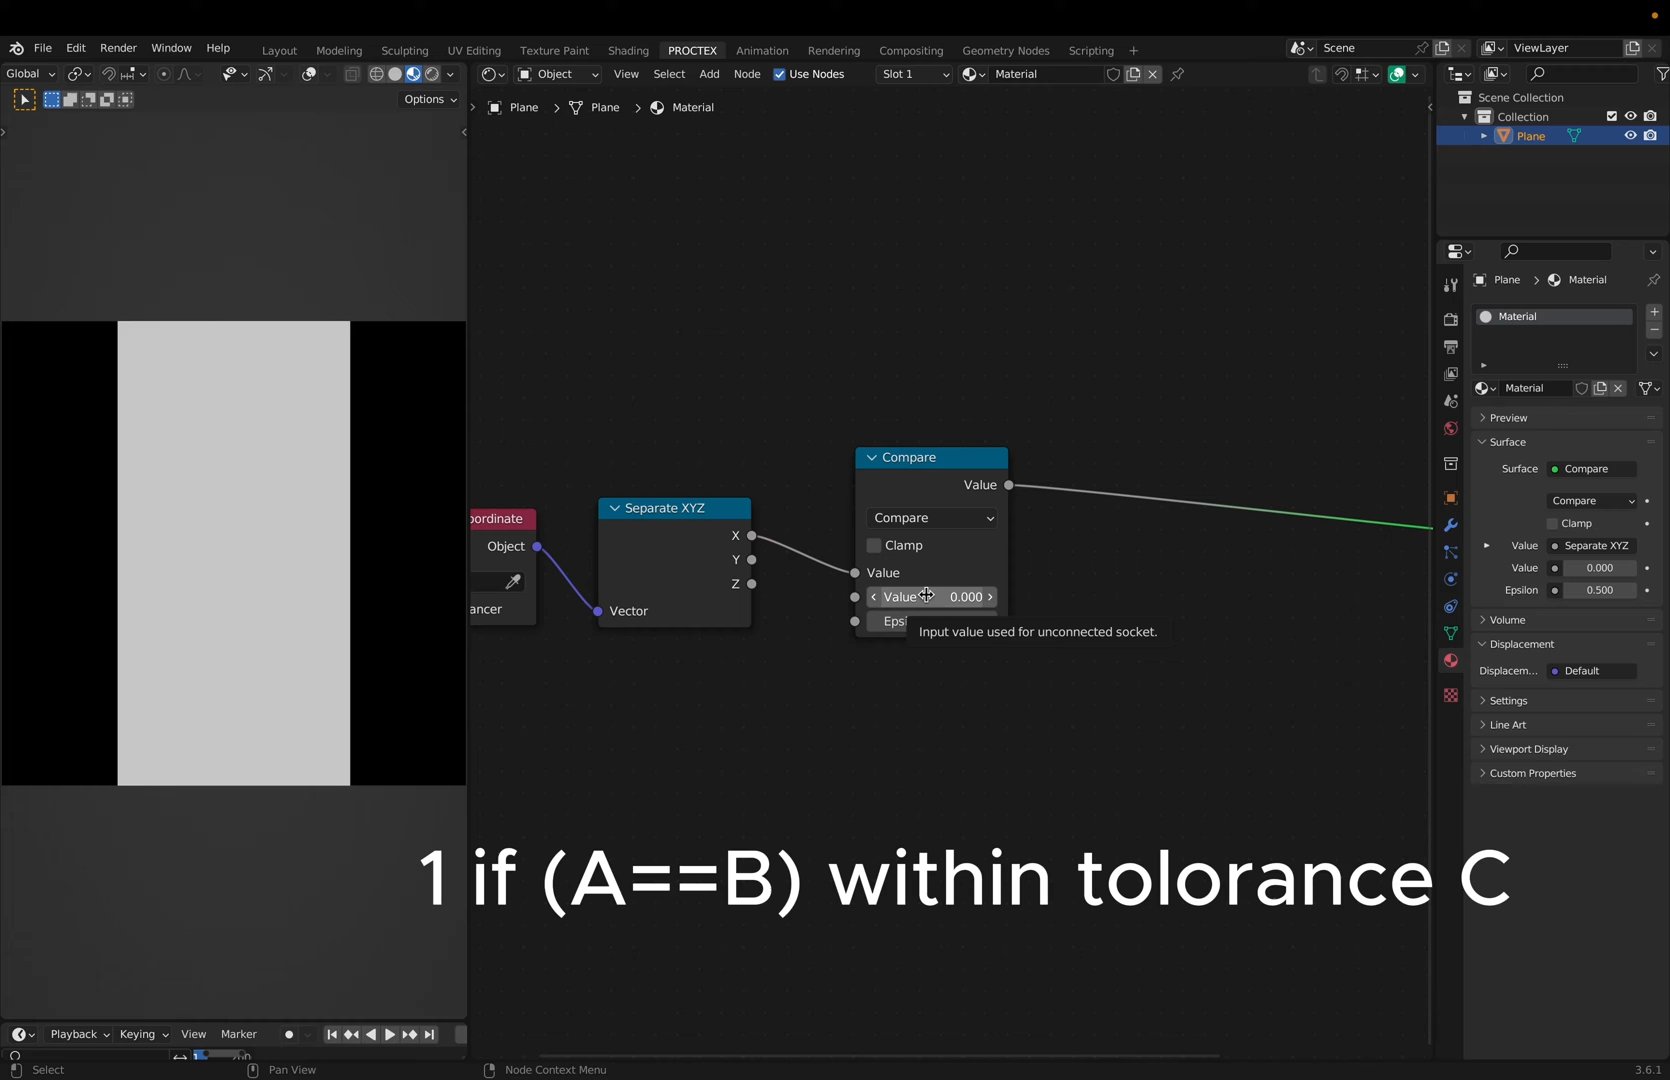 File Edit Render Window Help Layout Modeling Sculpting UV Editing Texture Paint Shading PROCTEX Animation Rendering Compositing Geometry Nodes Scripting + Scene ViewLayer
Global Object View Select Add Node Use Nodes Slot 1 Material
Options
Plane > Plane > Material
Scene Collection
Collection
Plane
Plane > Material
Material
Material
Preview
Surface
Surface Compare
Compare
Clamp
Value Separate XYZ
Value 0.000
Epsilon 0.500
Volume
Displacement
Displacem... Default
Settings
Line Art
Viewport Display
Custom Properties
oordinate
Object
ancer
Separate XYZ
X
Y
Z
Vector
Compare
Value
Compare
Clamp
Value
Value 0.000
Epsi
Input value used for unconnected socket.
1 if (A==B) within tolorance C
Playback Keying View Marker
Select Pan View Node Context Menu 3.6.1